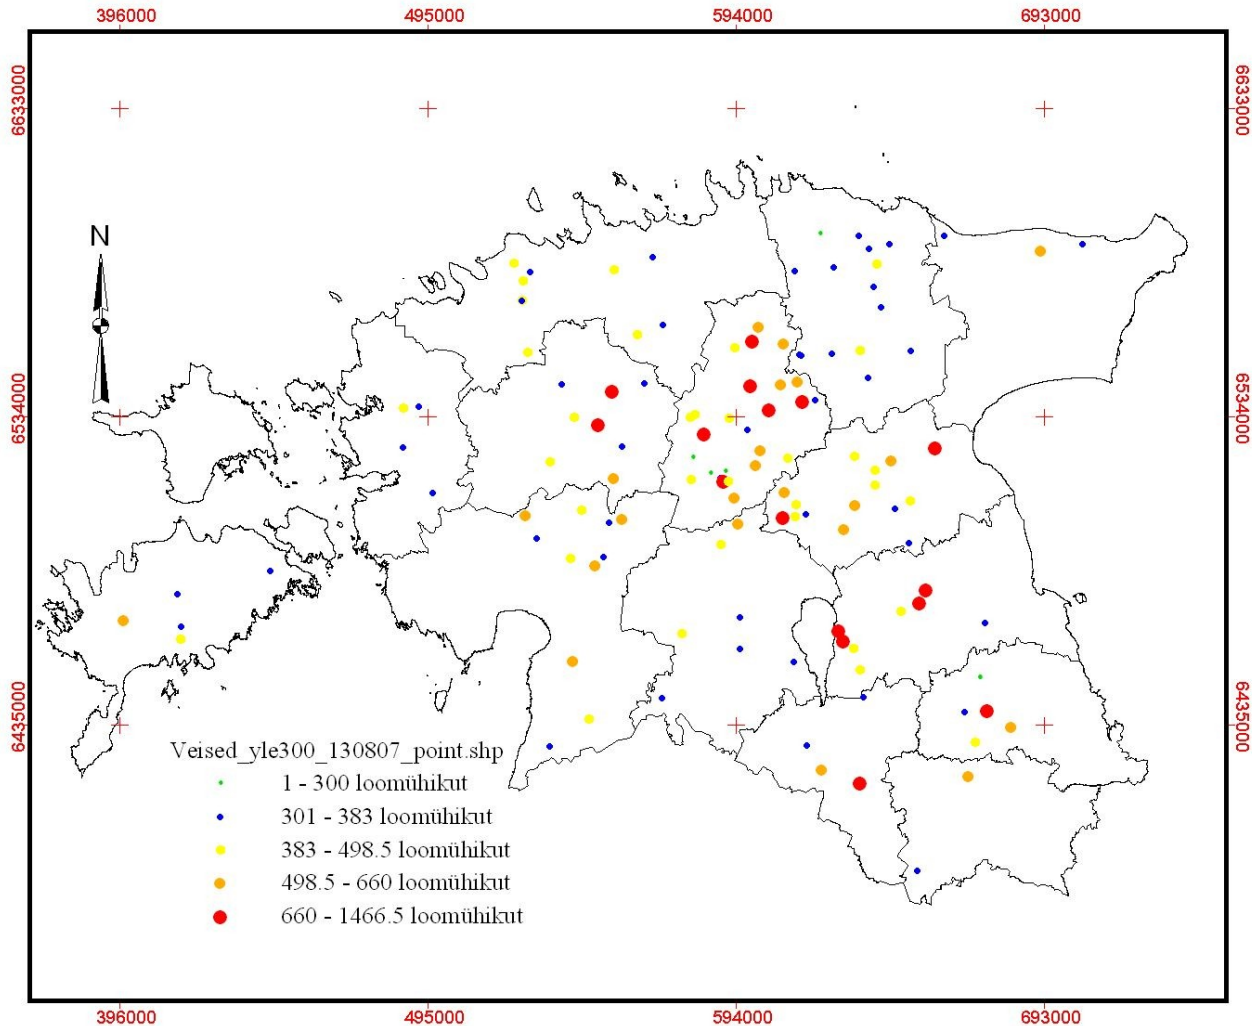 396000 495000 594000 693000
6633000 6633000
N
6534000 6534000
6435000 6435000
Veised_yle300_130807_point.shp
1 - 300 loomühikut
301 - 383 loomühikut
383 - 498.5 loomühikut
498.5 - 660 loomühikut
660 - 1466.5 loomühikut
396000 495000 594000 693000